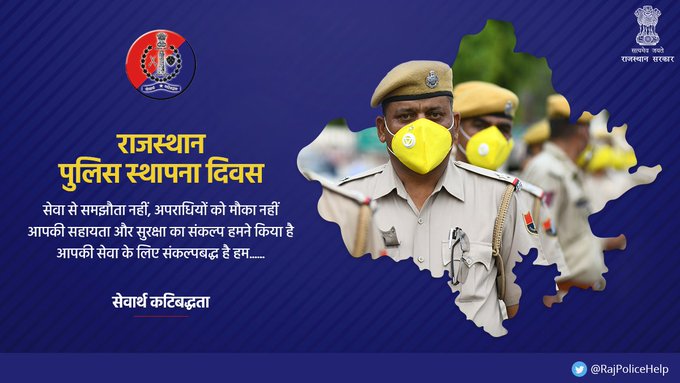 सत्यमेव जयते
राजस्थान सरकार
राजस्थान
पुलिस स्थापना दिवस
सेवा से समझौता नहीं, अपराधियों को मौका नहीं
आपकी सहायता और सुरक्षा का संकल्प हमने किया है
आपकी सेवा के लिए संकल्पबद्ध है हम......
सेवार्थ कटिबद्धता
@RajPoliceHelp